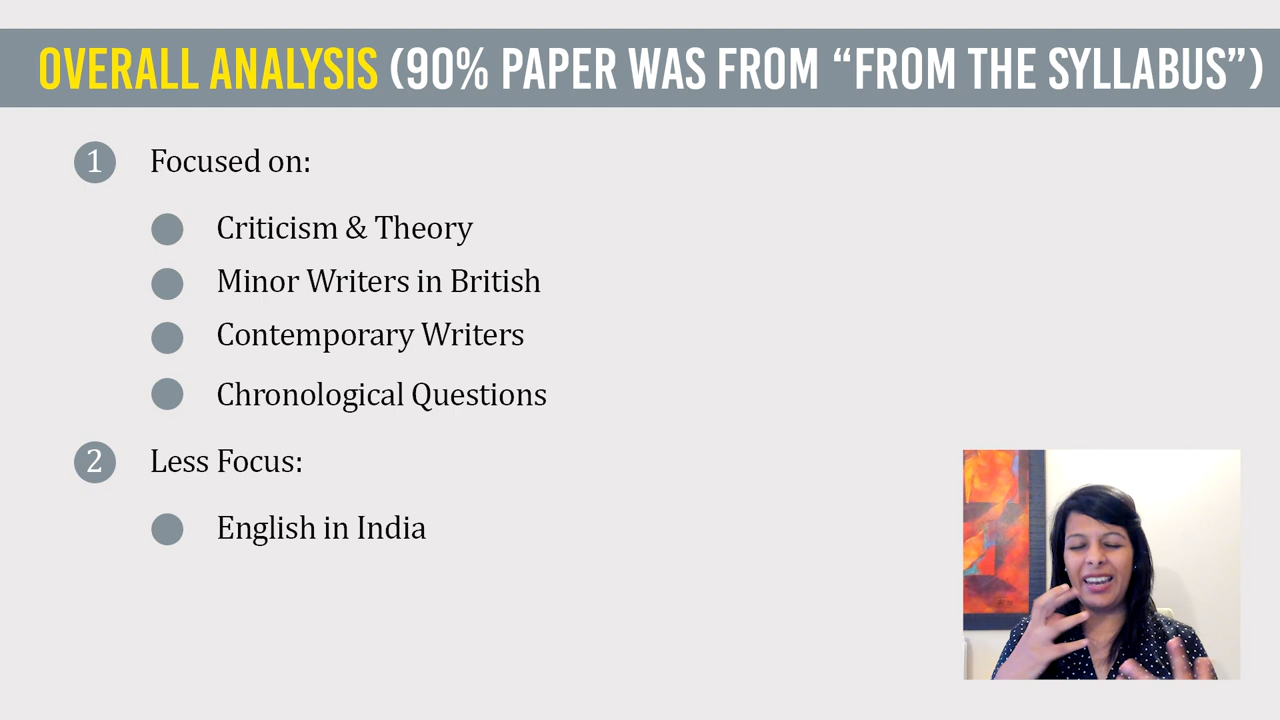 OVERALL ANALYSIS (90% PAPER WAS FROM “FROM THE SYLLABUS”)
1 Focused on:
Criticism & Theory
Minor Writers in British
Contemporary Writers
Chronological Questions
2 Less Focus:
English in India